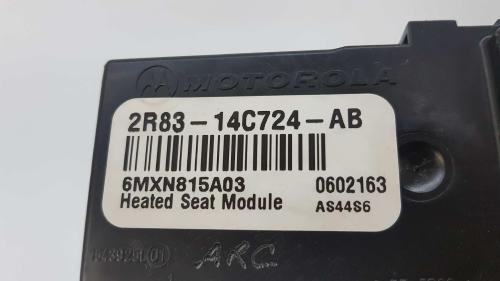 MOTOROLA
2R83-14C724-AB
6MXN815A03 0602163
Heated Seat Module AS44S6
ARC